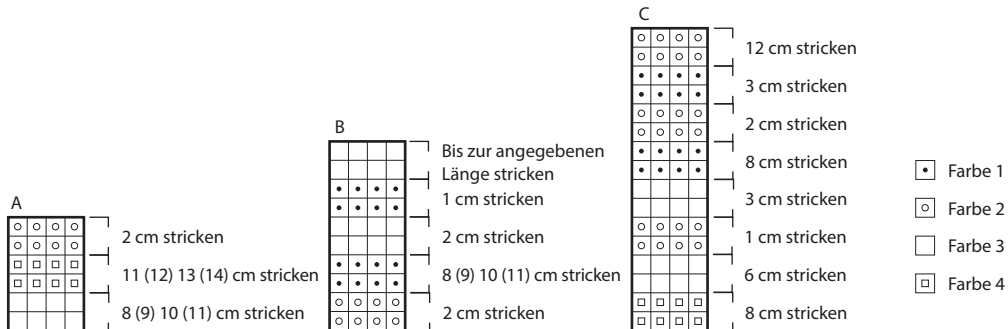 A
2 cm stricken
11 (12) 13 (14) cm stricken
8 (9) 10 (11) cm stricken
B
Bis zur angegebenen
Länge stricken
1 cm stricken
2 cm stricken
8 (9) 10 (11) cm stricken
2 cm stricken
C
12 cm stricken
3 cm stricken
2 cm stricken
8 cm stricken
3 cm stricken
1 cm stricken
6 cm stricken
8 cm stricken
Farbe 1
Farbe 2
Farbe 3
Farbe 4